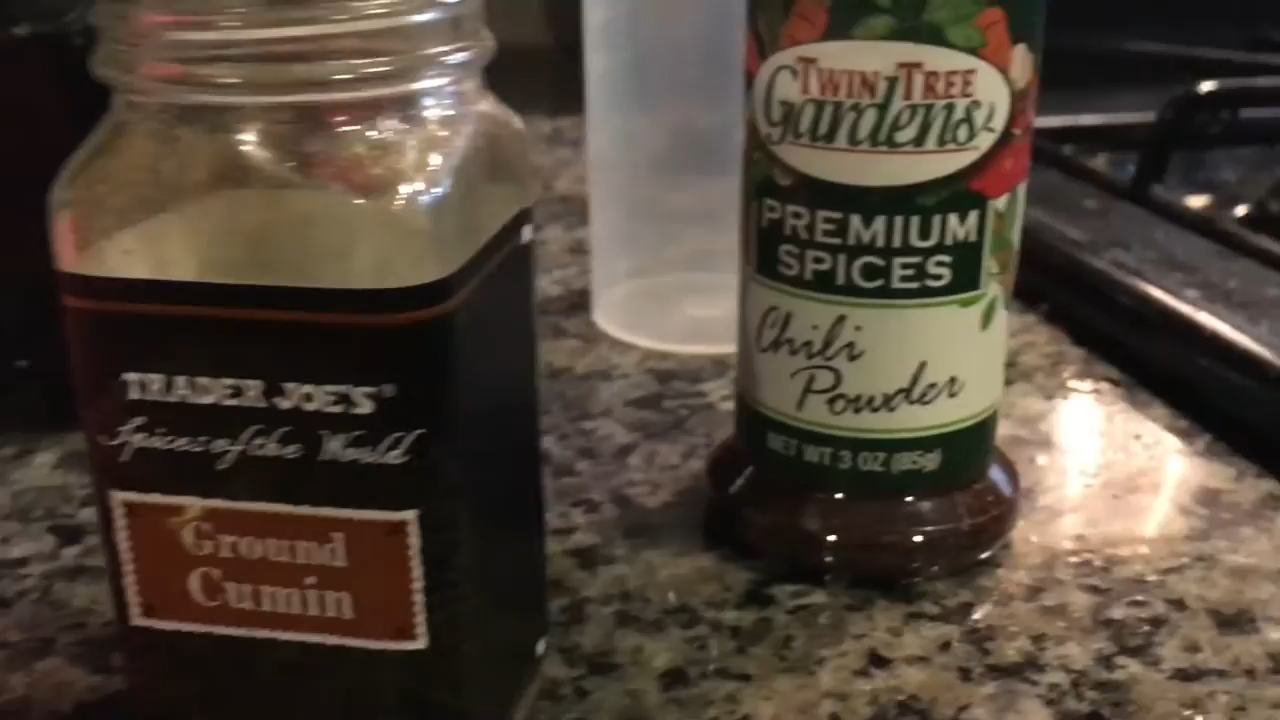 TRADER JOE'S
Spices of the World
Ground
Cumin
TWIN TREE
Gardens
PREMIUM
SPICES
Chili
Powder
NET WT 3 OZ (85g)